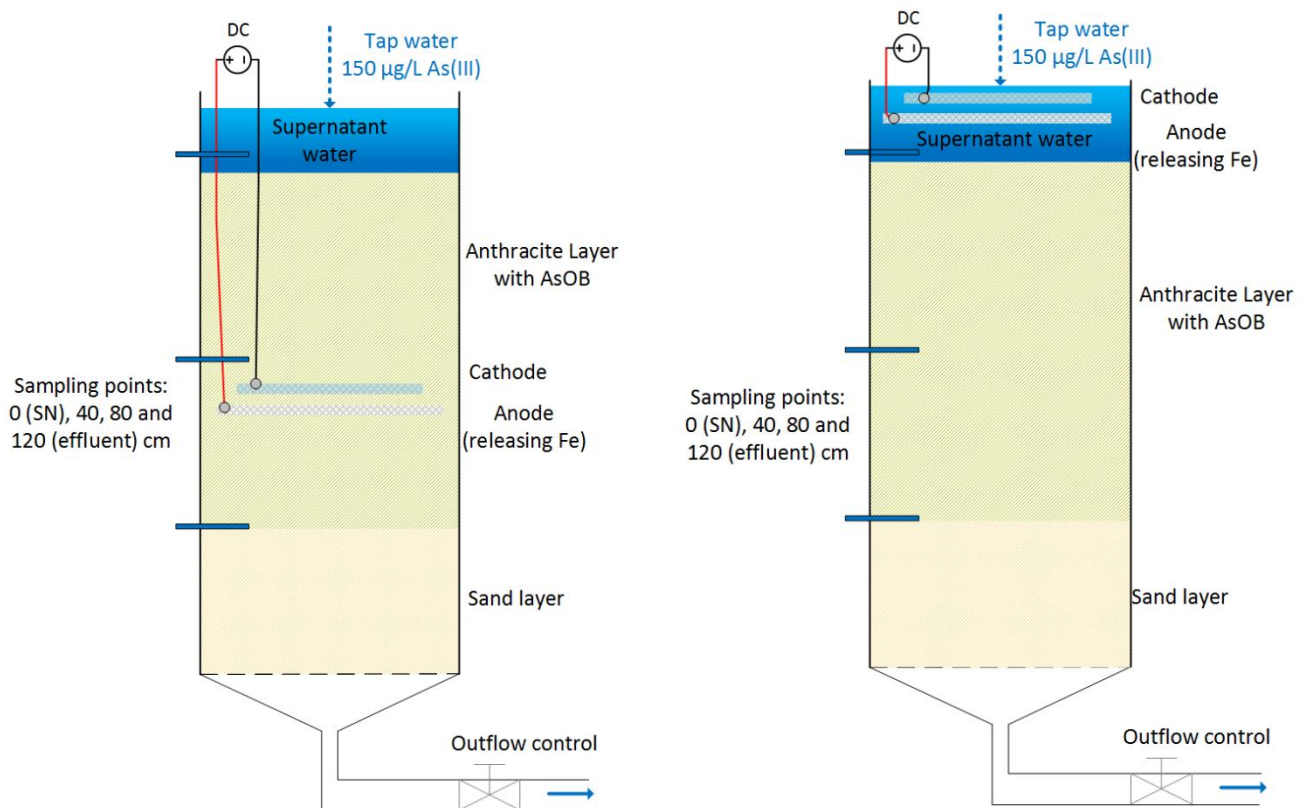 DC
+ -
Tap water
150 µg/L As(III)
Supernatant
water
Anthracite Layer
with AsOB
Cathode
Anode
(releasing Fe)
Sampling points:
0 (SN), 40, 80 and
120 (effluent) cm
Sand layer
Outflow control
DC
+ -
Tap water
150 µg/L As(III)
Cathode
Anode
(releasing Fe)
Supernatant water
Anthracite Layer
with AsOB
Sampling points:
0 (SN), 40, 80 and
120 (effluent) cm
Sand layer
Outflow control